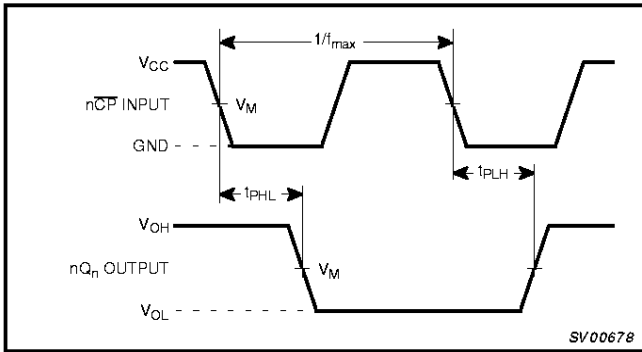 1/fmax
VCC
nCP INPUT
VM
GND
tPHL
tPLH
VOH
nQn OUTPUT
VM
VOL
SV00678